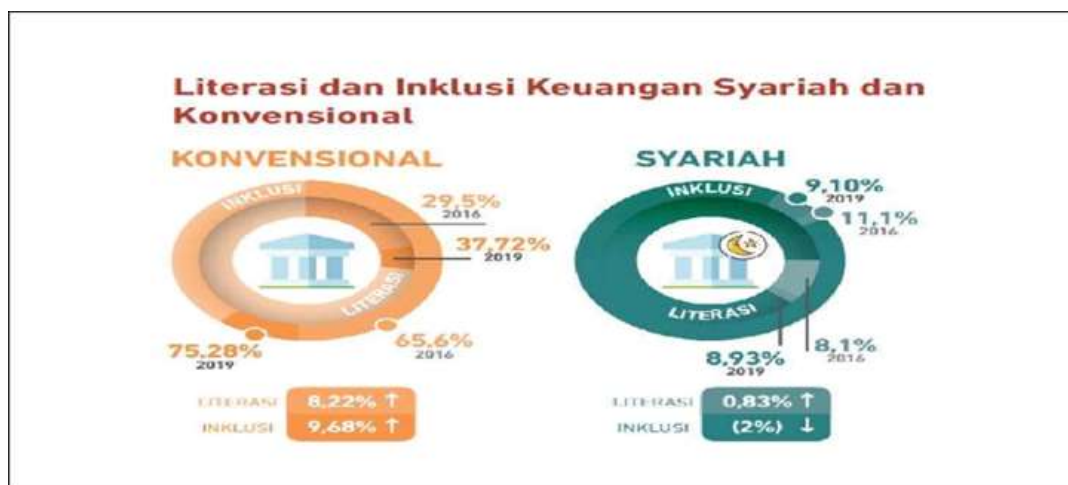 Literasi dan Inklusi Keuangan Syariah dan
Konvensional
KONVENSIONAL
INKLUSI
29,5%
2016
37,72%
2019
LITERASI
65,6%
2016
75,28%
2019
LITERASI 8,22% ↑
INKLUSI 9,68% ↑
SYARIAH
INKLUSI
9,10%
2019
11,1%
2016
LITERASI
8,1%
2016
8,93%
2019
LITERASI 0,83% ↑
INKLUSI (2%) ↓